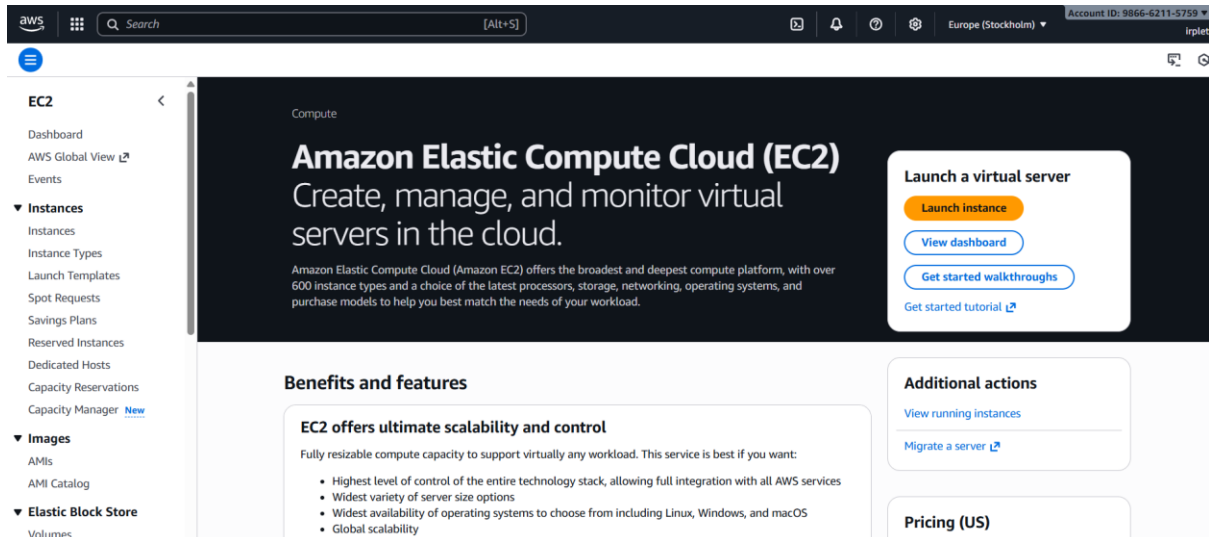 aws
Search
[Alt+S]
Europe (Stockholm)
Account ID: 9866-6211-5759
irplet
EC2
Dashboard
AWS Global View
Events
Instances
Instances
Instance Types
Launch Templates
Spot Requests
Savings Plans
Reserved Instances
Dedicated Hosts
Capacity Reservations
Capacity Manager New
Images
AMIs
AMI Catalog
Elastic Block Store
Volumes
Compute
Amazon Elastic Compute Cloud (EC2)
Create, manage, and monitor virtual
servers in the cloud.
Amazon Elastic Compute Cloud (Amazon EC2) offers the broadest and deepest compute platform, with over
600 instance types and a choice of the latest processors, storage, networking, operating systems, and
purchase models to help you best match the needs of your workload.
Launch a virtual server
Launch instance
View dashboard
Get started walkthroughs
Get started tutorial
Benefits and features
EC2 offers ultimate scalability and control
Fully resizable compute capacity to support virtually any workload. This service is best if you want:
• Highest level of control of the entire technology stack, allowing full integration with all AWS services
• Widest variety of server size options
• Widest availability of operating systems to choose from including Linux, Windows, and macOS
• Global scalability
Additional actions
View running instances
Migrate a server
Pricing (US)